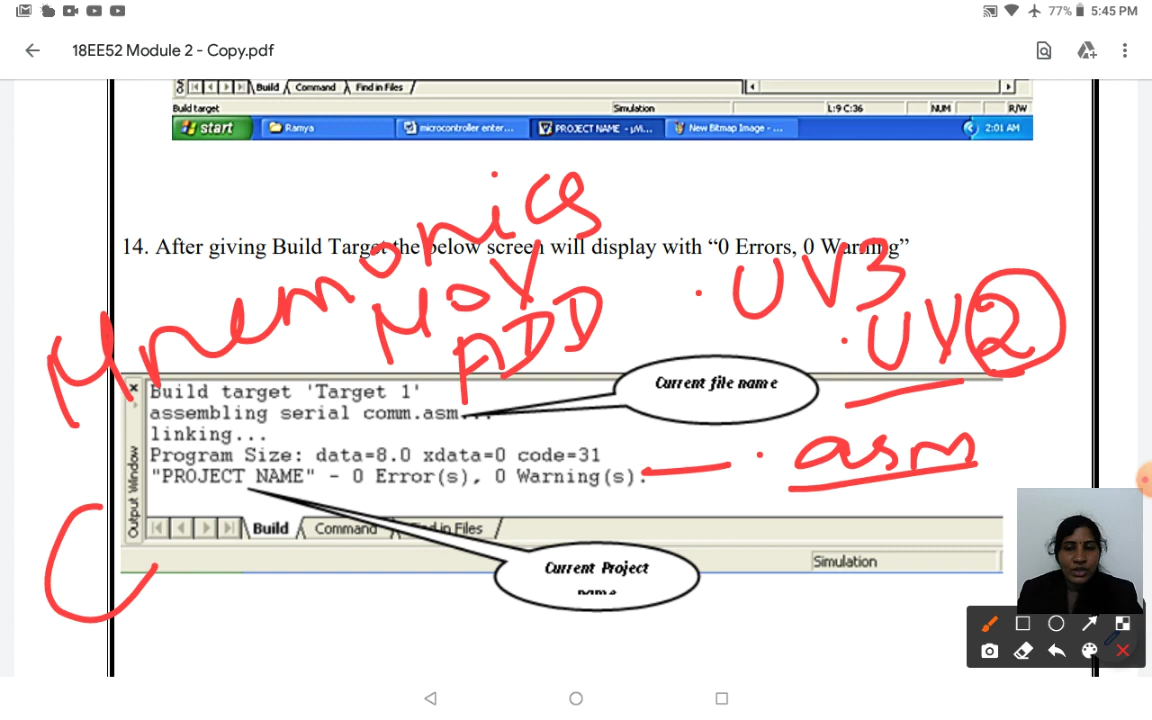 77% 5:45 PM
18EE52 Module 2 - Copy.pdf
Build Command Find in Files
Build target Simulation L:9 C:36 NUM R/W
start Ramya microcontroller enter... PROJECT NAME - µVi... New Bitmap Image - ... 2:01 AM
Mnemonics
14. After giving Build Target the below screen will display with “0 Errors, 0 Warning”
MOV
ADD
. UV3
. UV2
Current file name
Build target 'Target 1'
assembling serial comm.asm...
linking...
Program Size: data=8.0 xdata=0 code=31
"PROJECT NAME" - 0 Error(s), 0 Warning(s).
. asm
Output Window
Build Command Find in Files
C
Current Project
name
Simulation